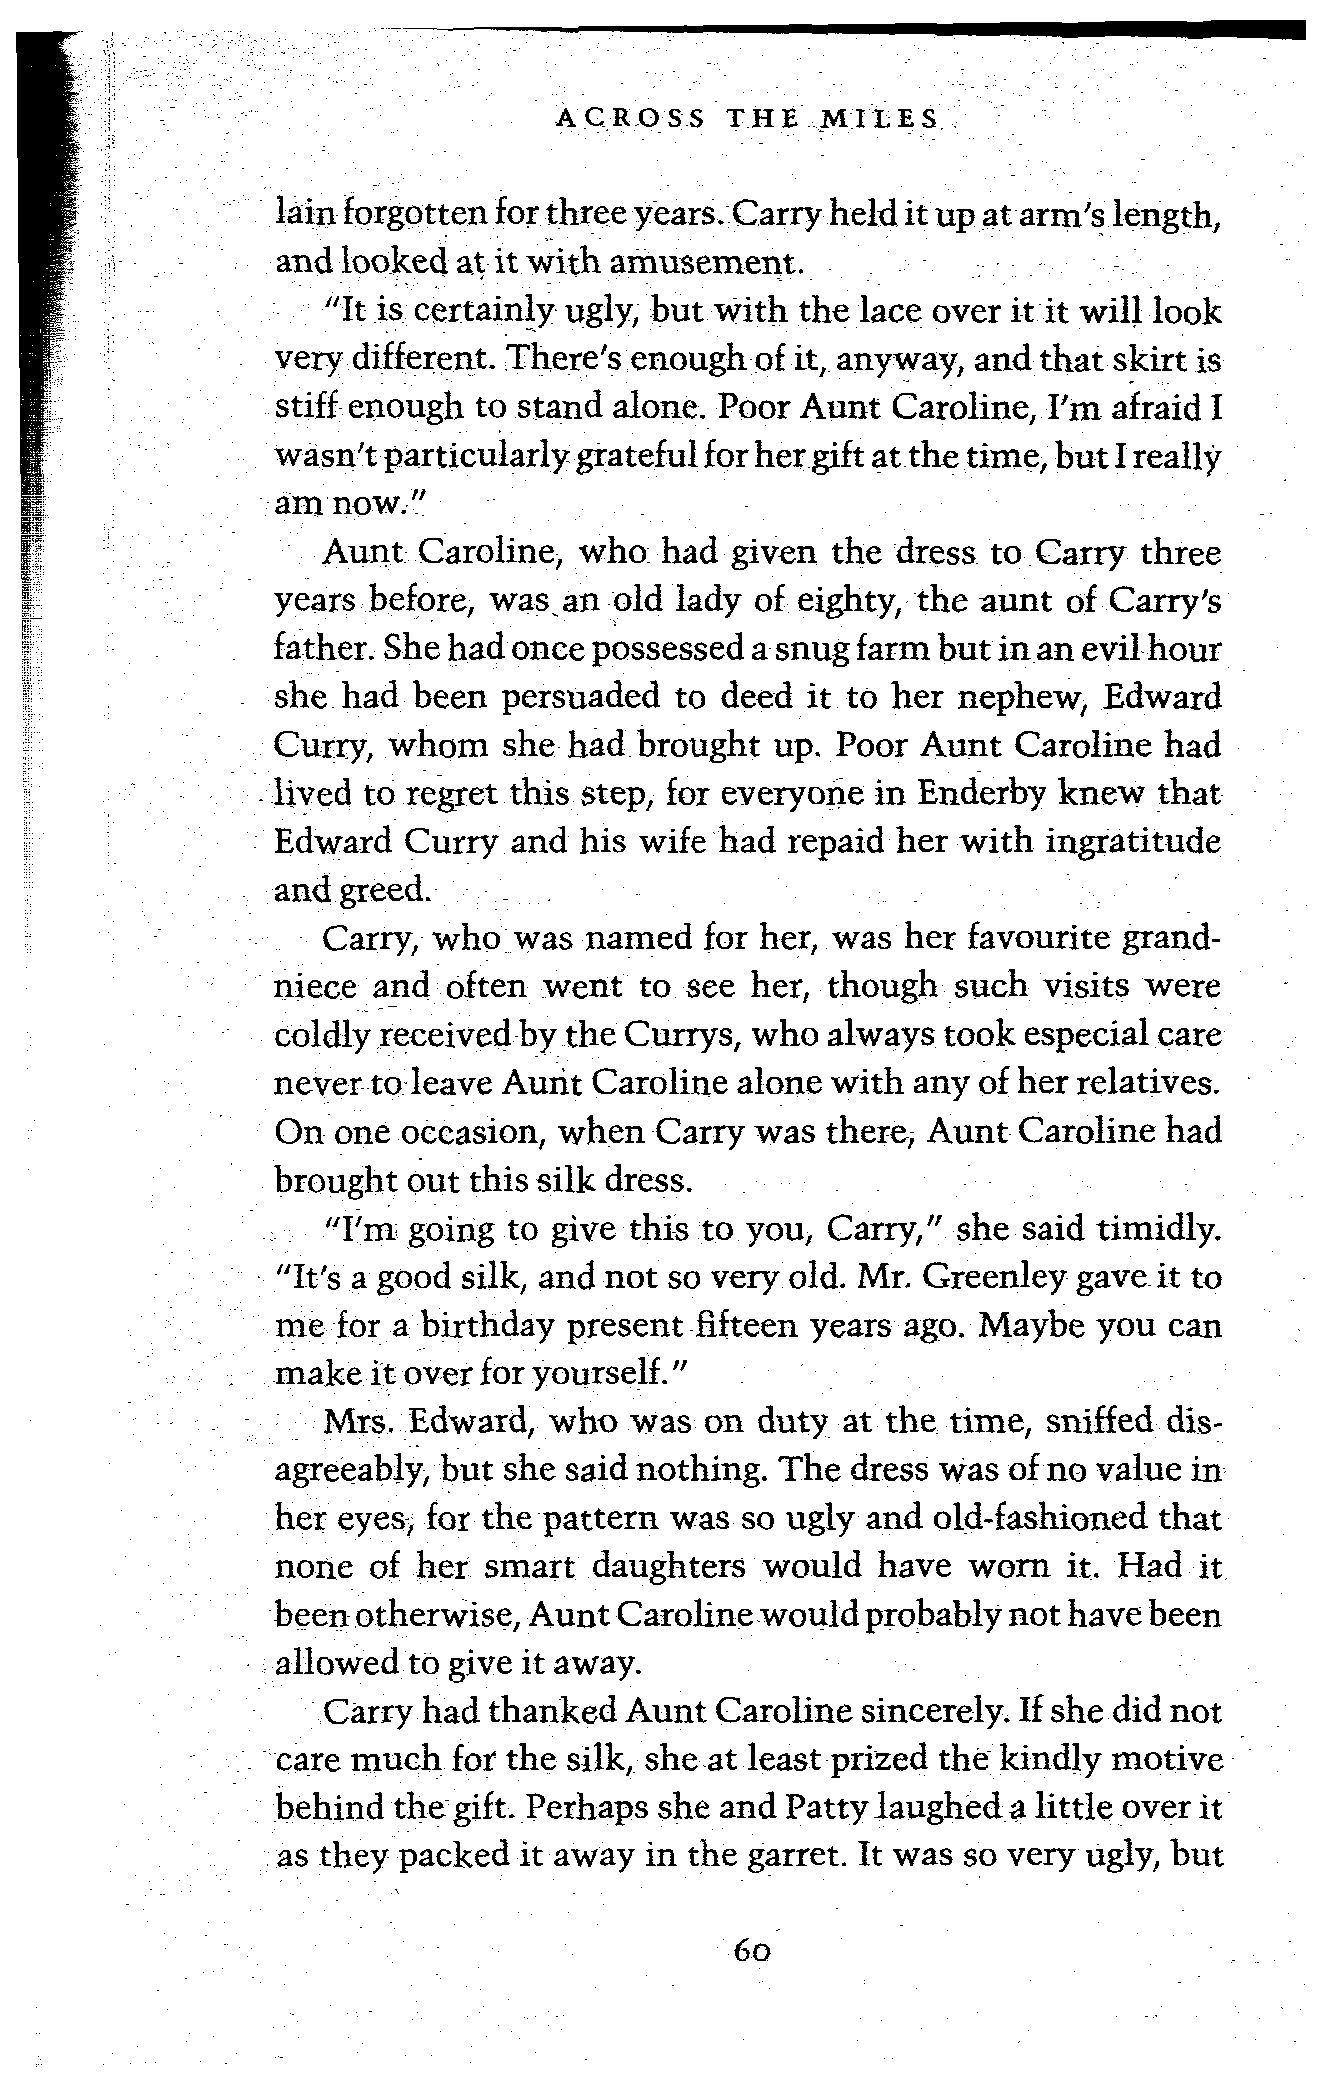 ACROSS THE MILES
lain forgotten for three years. Carry held it up at arm's length,
and looked at it with amusement.
"It is certainly ugly, but with the lace over it it will look
very different. There's enough of it, anyway, and that skirt is
stiff enough to stand alone. Poor Aunt Caroline, I'm afraid I
wasn't particularly grateful for her gift at the time, but I really
am now."
Aunt Caroline, who had given the dress to Carry three
years before, was an old lady of eighty, the aunt of Carry's
father. She had once possessed a snug farm but in an evil hour
she had been persuaded to deed it to her nephew, Edward
Curry, whom she had brought up. Poor Aunt Caroline had
lived to regret this step, for everyone in Enderby knew that
Edward Curry and his wife had repaid her with ingratitude
and greed.
Carry, who was named for her, was her favourite grand-
niece and often went to see her, though such visits were
coldly received by the Currys, who always took especial care
never to leave Aunt Caroline alone with any of her relatives.
On one occasion, when Carry was there, Aunt Caroline had
brought out this silk dress.
"I'm going to give this to you, Carry," she said timidly.
"It's a good silk, and not so very old. Mr. Greenley gave it to
me for a birthday present fifteen years ago. Maybe you can
make it over for yourself."
Mrs. Edward, who was on duty at the time, sniffed dis-
agreeably, but she said nothing. The dress was of no value in
her eyes, for the pattern was so ugly and old-fashioned that
none of her smart daughters would have worn it. Had it
been otherwise, Aunt Caroline would probably not have been
allowed to give it away.
Carry had thanked Aunt Caroline sincerely. If she did not
care much for the silk, she at least prized the kindly motive
behind the gift. Perhaps she and Patty laughed a little over it
as they packed it away in the garret. It was so very ugly, but
60